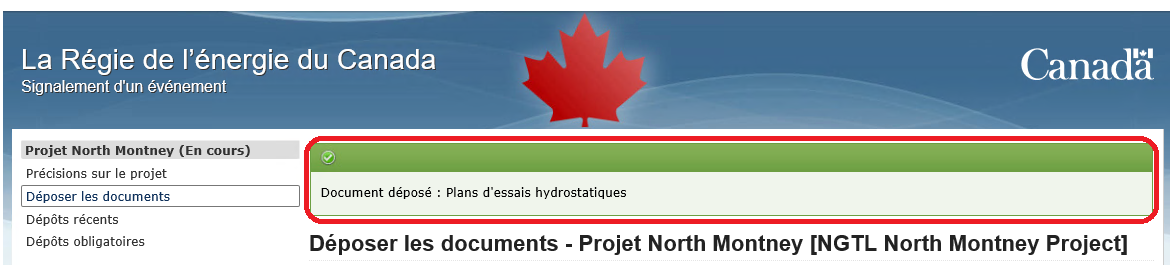 La Régie de l’énergie du Canada
Signalement d'un événement
Canada
Projet North Montney (En cours)
Précisions sur le projet
Déposer les documents
Dépôts récents
Dépôts obligatoires
Document déposé : Plans d'essais hydrostatiques
Déposer les documents - Projet North Montney [NGTL North Montney Project]